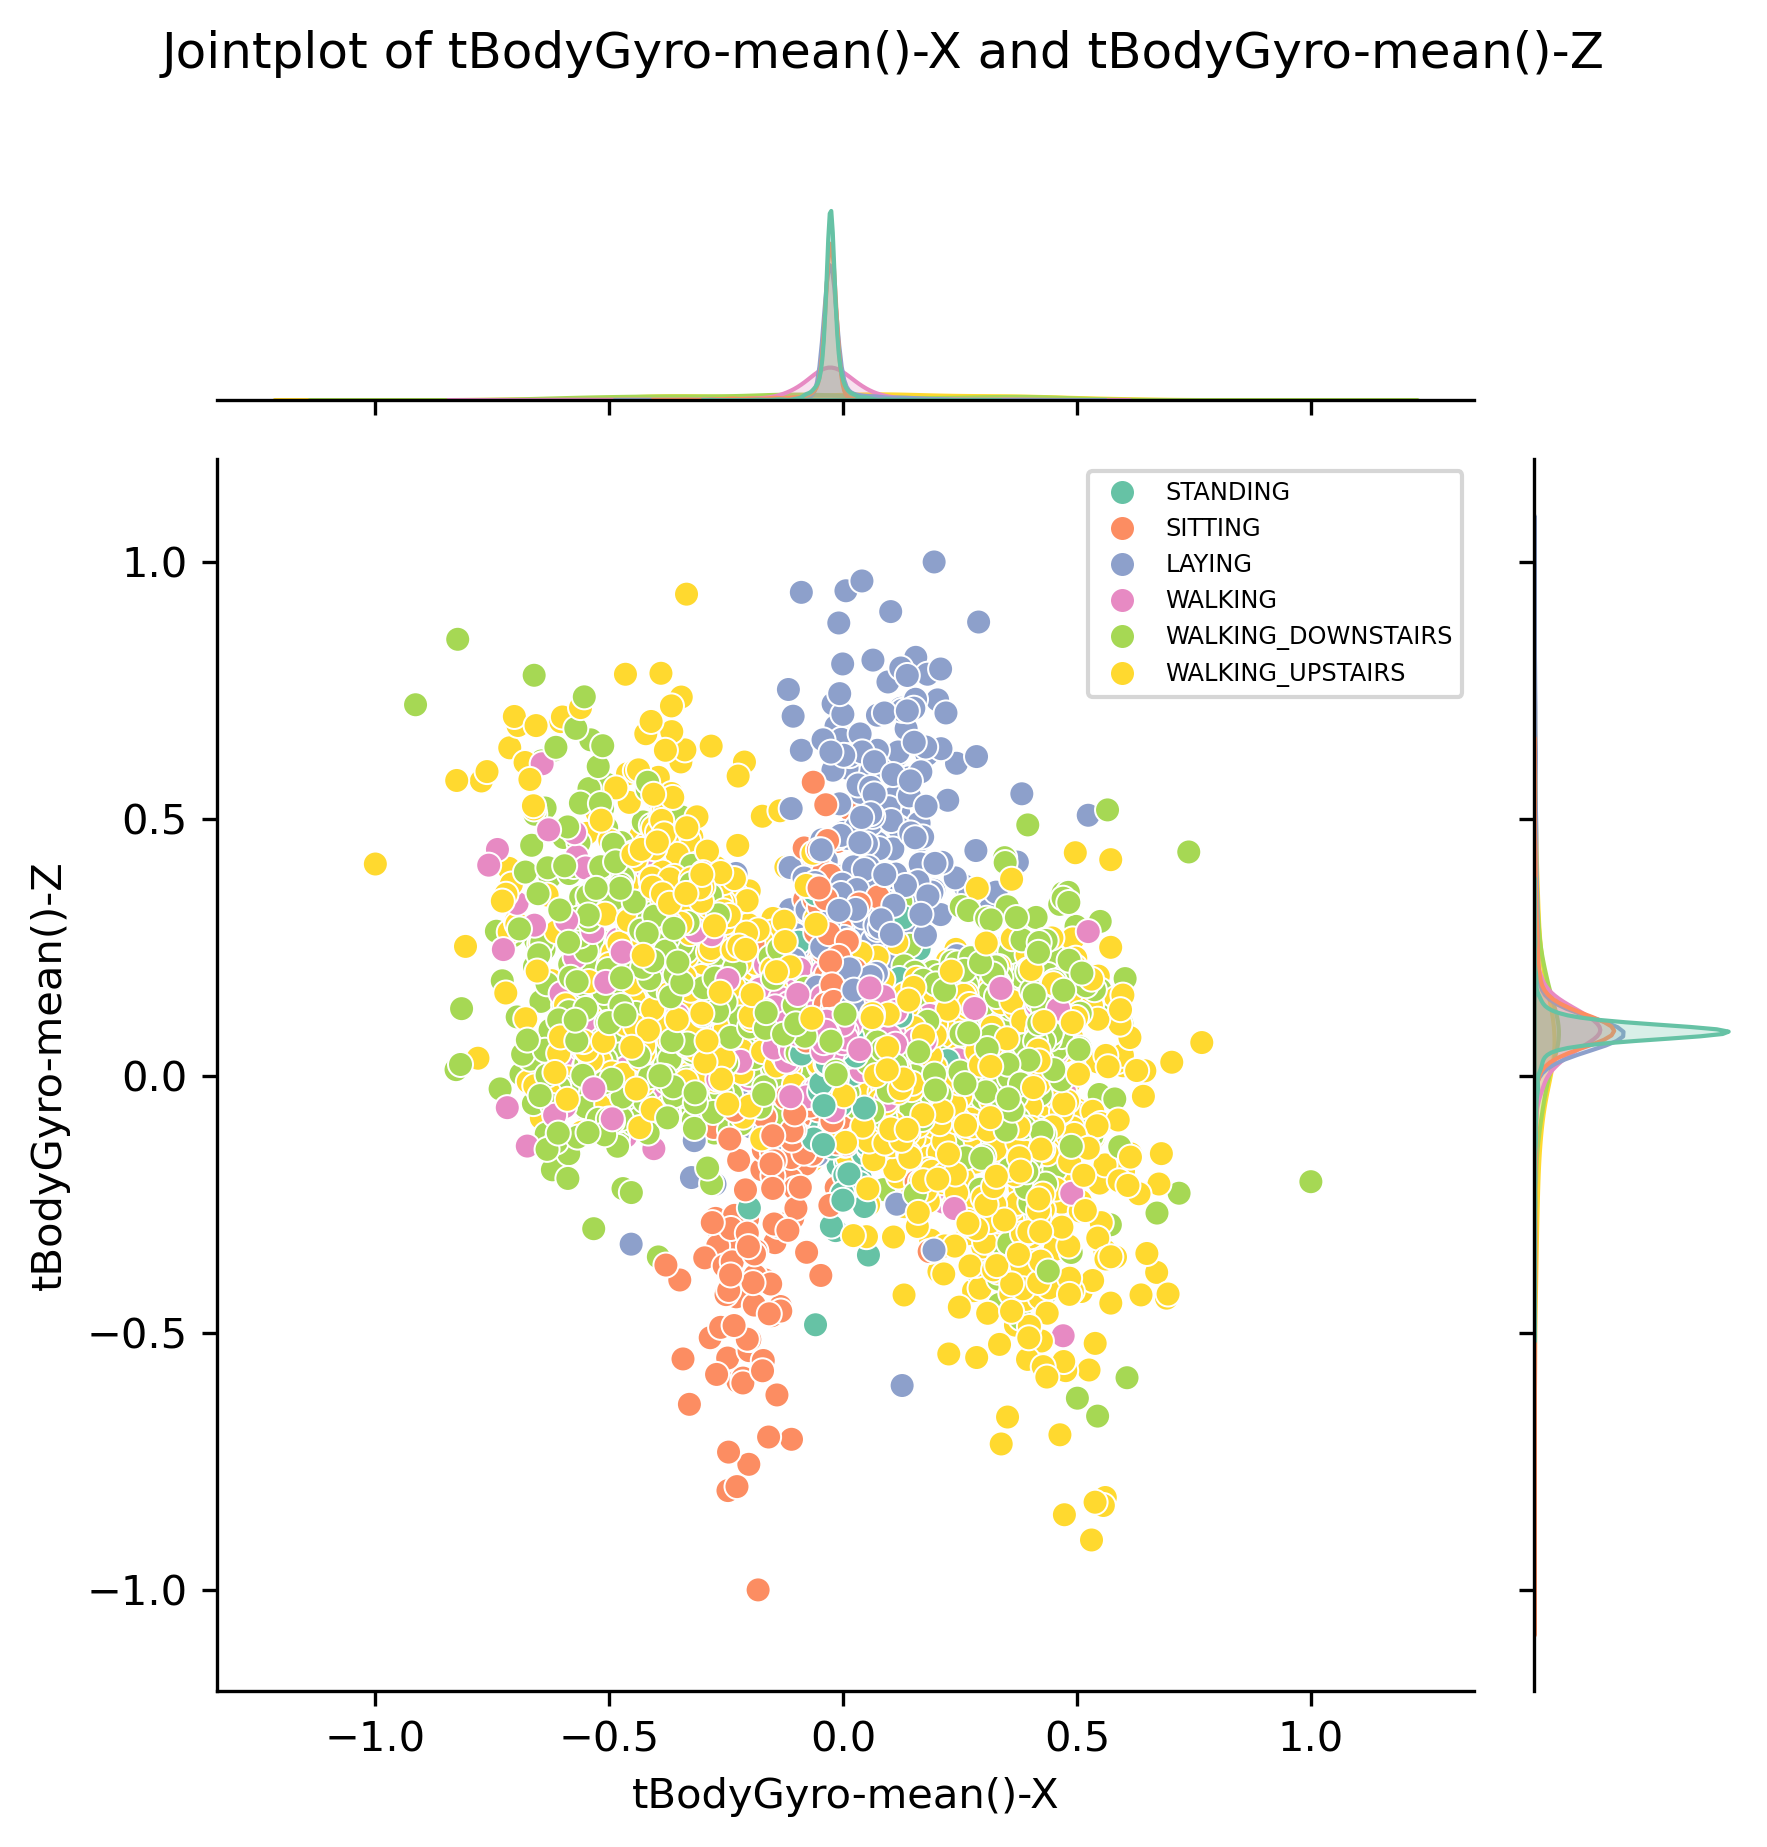 Jointplot of tBodyGyro-mean()-X and tBodyGyro-mean()-Z
STANDING
SITTING
LAYING
WALKING
WALKING_DOWNSTAIRS
WALKING_UPSTAIRS
1.0
0.5
0.0
−0.5
−1.0
tBodyGyro-mean()-Z
−1.0
−0.5
0.0
0.5
1.0
tBodyGyro-mean()-X